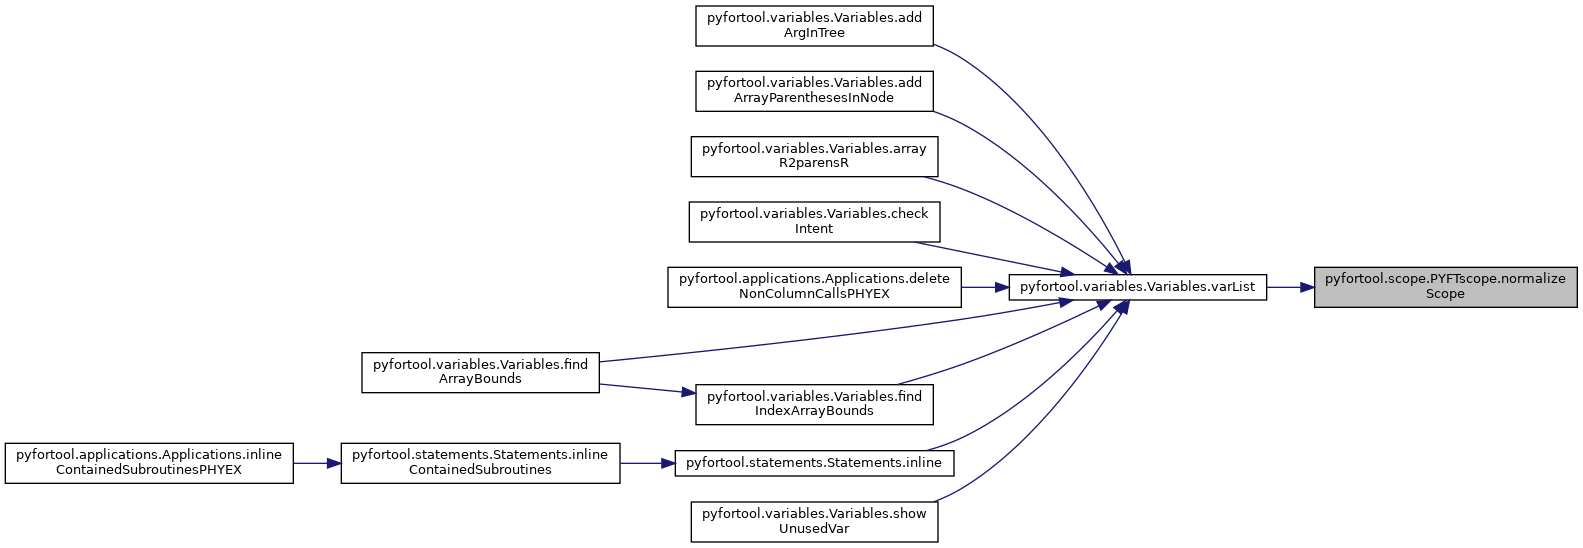 pyfortool.variables.Variables.add
ArgInTree
pyfortool.variables.Variables.add
ArrayParenthesesInNode
pyfortool.variables.Variables.array
R2parensR
pyfortool.variables.Variables.check
Intent
pyfortool.applications.Applications.delete
NonColumnCallsPHYEX
pyfortool.variables.Variables.varList
pyfortool.scope.PYFTscope.normalize
Scope
pyfortool.variables.Variables.find
ArrayBounds
pyfortool.variables.Variables.find
IndexArrayBounds
pyfortool.applications.Applications.inline
ContainedSubroutinesPHYEX
pyfortool.statements.Statements.inline
ContainedSubroutines
pyfortool.statements.Statements.inline
pyfortool.variables.Variables.show
UnusedVar